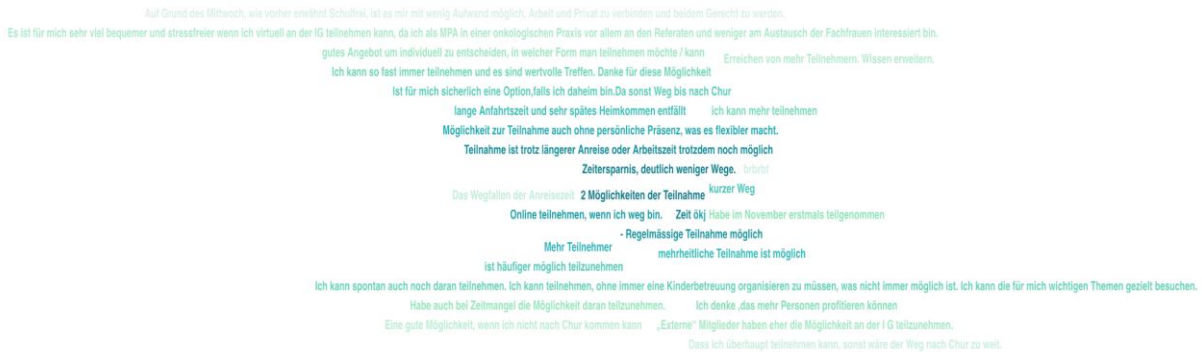 Auf Grund des Mittwoch, wie vorher erwähnt Schulfrei, ist es mir mit wenig Aufwand möglich, Arbeit und Privat zu verbinden und beidem Gerecht zu werden.
Es ist für mich sehr viel bequemer und stressfreier wenn ich virtuell an der IG teilnehmen kann, da ich als MPA in einer onkologischen Praxis vor allem an den Referaten und weniger am Austausch der Fachfrauen interessiert bin.
gutes Angebot um individuell zu entscheiden, in welcher Form man teilnehmen möchte / kann
Erreichen von mehr Teilnehmern. Wissen erweitern.
Ich kann so fast immer teilnehmen und es sind wertvolle Treffen. Danke für diese Möglichkeit
Ist für mich sicherlich eine Option,falls ich daheim bin.Da sonst Weg bis nach Chur
lange Anfahrtszeit und sehr spätes Heimkommen entfällt
ich kann mehr teilnehmen
Möglichkeit zur Teilnahme auch ohne persönliche Präsenz, was es flexibler macht.
Teilnahme ist trotz längerer Anreise oder Arbeitszeit trotzdem noch möglich
Zeitersparnis, deutlich weniger Wege.
brbrbr
Das Wegfallen der Anreisezeit
2 Möglichkeiten der Teilnahme
kurzer Weg
Online teilnehmen, wenn ich weg bin.
Zeit ökj
Habe im November erstmals teilgenommen
- Regelmässige Teilnahme möglich
Mehr Teilnehmer
mehrheitliche Teilnahme ist möglich
ist häufiger möglich teilzunehmen
Ich kann spontan auch noch daran teilnehmen. Ich kann teilnehmen, ohne immer eine Kinderbetreuung organisieren zu müssen, was nicht immer möglich ist. Ich kann die für mich wichtigen Themen gezielt besuchen.
Habe auch bei Zeitmangel die Möglichkeit daran teilzunehmen.
Ich denke ,das mehr Personen profitieren können
Eine gute Möglichkeit, wenn ich nicht nach Chur kommen kann
„Externe“ Mitglieder haben eher die Möglichkeit an der I G teilzunehmen.
Dass ich überhaupt teilnehmen kann, sonst wäre der Weg nach Chur zu weit.